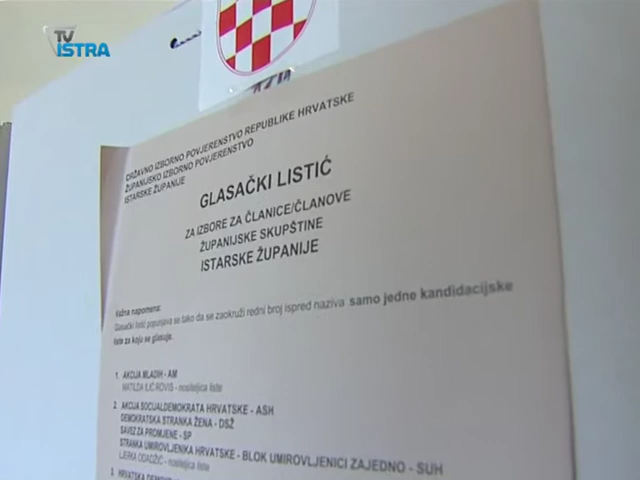 TV
ISTRA
DRŽAVNO IZBORNO POVJERENSTVO REPUBLIKE HRVATSKE
ŽUPANIJSKO IZBORNO POVJERENSTVO
ISTARSKE ŽUPANIJE
GLASAČKI LISTIĆ
ZA IZBORE ZA ČLANICE/ČLANOVE
ŽUPANIJSKE SKUPŠTINE
ISTARSKE ŽUPANIJE
Važna napomena:
Glasački listić popunjava se tako da se zaokruži redni broj ispred naziva samo jedne kandidacijske
liste za koju se glasuje.
1. AKCIJA MLADIH - AM
MATILDA ILIĆ ROVIS - nositeljica liste
2. AKCIJA SOCIJALDEMOKRATA HRVATSKE - ASH
DEMOKRATSKA STRANKA ŽENA - DSŽ
SAVEZ ZA PROMJENE - SP
STRANKA UMIROVLJENIKA HRVATSKE - BLOK UMIROVLJENICI ZAJEDNO - SUH
LJERKA ODADŽIĆ - nositeljica liste
3. HRVATSKA